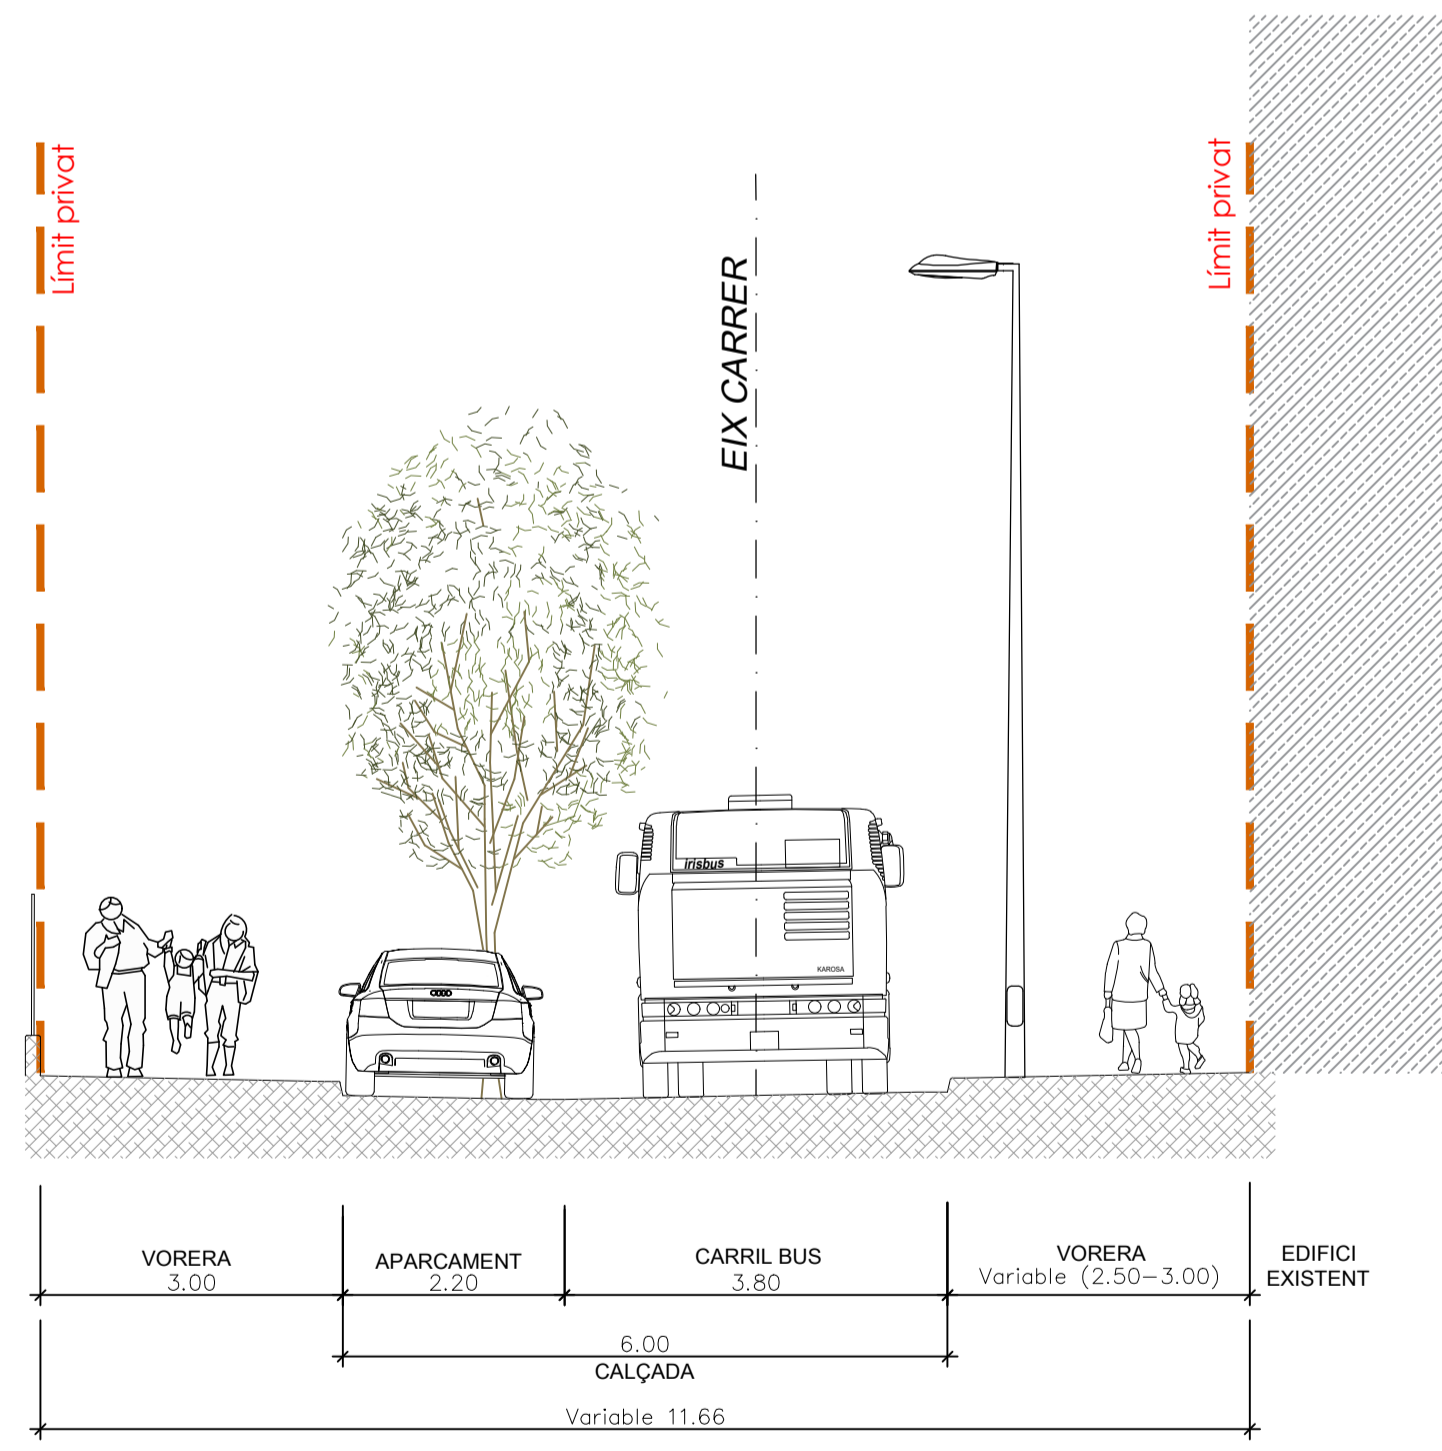 Límit privat
Límit privat
EIX CARRER
irisbus
KAROSA
VORERA
3.00
APARCAMENT
2.20
CARRIL BUS
3.80
VORERA
Variable (2.50-3.00)
EDIFICI
EXISTENT
6.00
CALÇADA
Variable 11.66